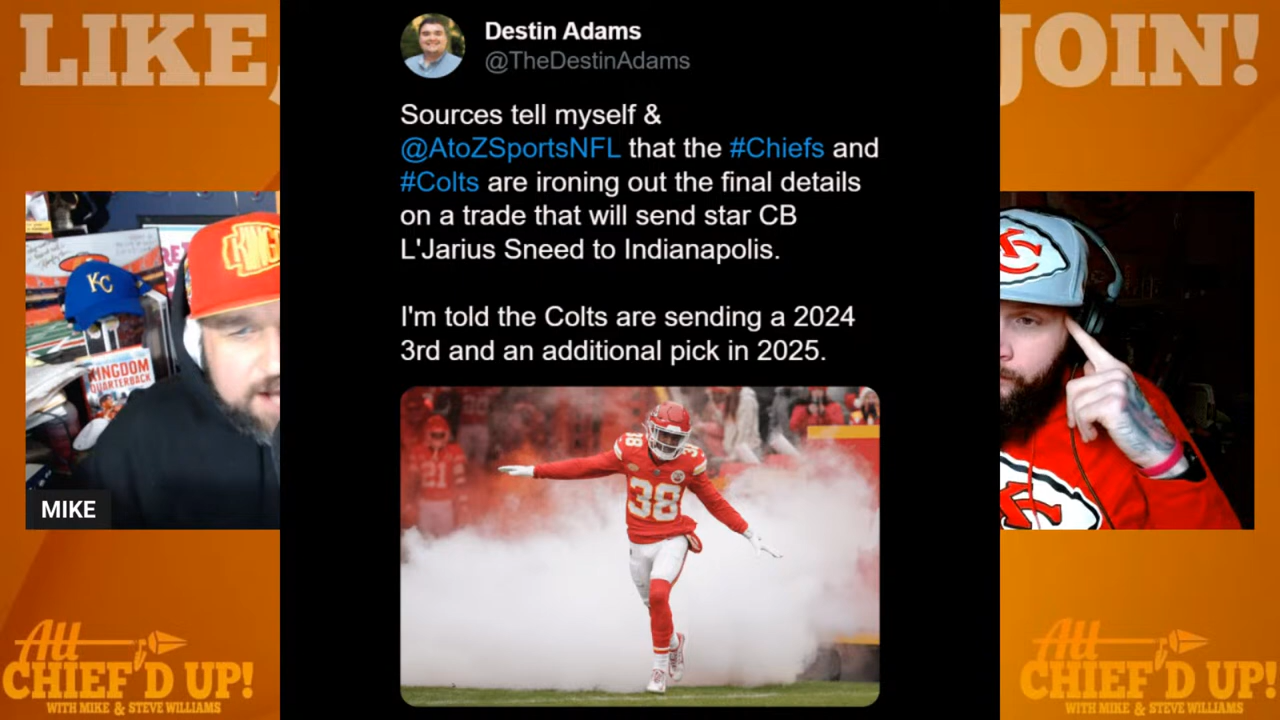 LIKE,
JOIN!
Destin Adams
@TheDestinAdams
Sources tell myself &
@AtoZSportsNFL that the #Chiefs and
#Colts are ironing out the final details
on a trade that will send star CB
L'Jarius Sneed to Indianapolis.
I'm told the Colts are sending a 2024
3rd and an additional pick in 2025.
KC
KINGDOM
QUARTERBACK
MIKE
KC
21
38
38
All
CHIEF'D UP!
WITH MIKE & STEVE WILLIAMS
All
CHIEF'D UP!
WITH MIKE & STEVE WILLIAMS